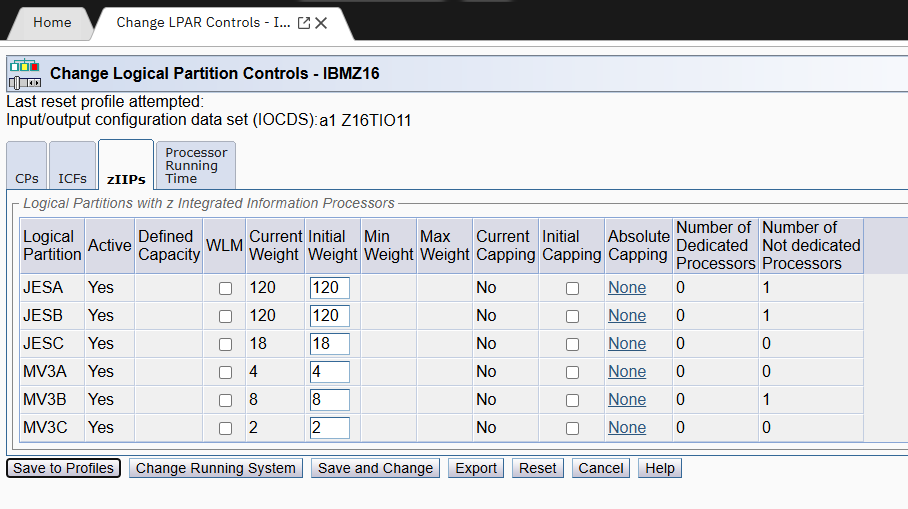 Home
Change LPAR Controls - I...
Change Logical Partition Controls - IBMZ16
Last reset profile attempted:
Input/output configuration data set (IOCDS):a1 Z16TIO11
CPs ICFs zIIPs Processor Running Time
Logical Partitions with z Integrated Information Processors
Logical Partition Active Defined Capacity WLM Current Weight Initial Weight Min Weight Max Weight Current Capping Initial Capping Absolute Capping Number of Dedicated Processors Number of Not dedicated Processors
JESA Yes 120 120 No None 0 1
JESB Yes 120 120 No None 0 1
JESC Yes 18 18 No None 0 0
MV3A Yes 4 4 No None 0 0
MV3B Yes 8 8 No None 0 1
MV3C Yes 2 2 No None 0 0
Save to Profiles Change Running System Save and Change Export Reset Cancel Help